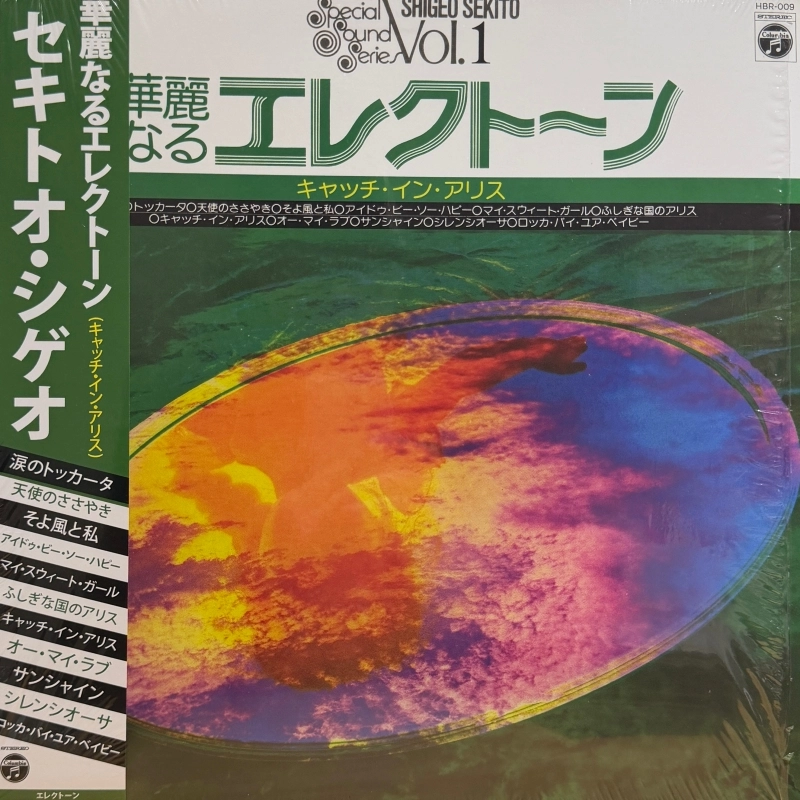 華麗なるエレクトーン
(キャッチ・イン・アリス)
セキトオ・シゲオ
涙のトッカータ
天使のささやき
そよ風と私
アイドゥ・ビー・ソー・ハピー
マイ・スウィート・ガール
ふしぎな国のアリス
キャッチ・イン・アリス
オー・マイ・ラブ
サンシャイン
シレンシオーサ
ロッカ・バイ・ユア・ベイビー
STEREO
Columbia
エレクトーン
Special Sound Series
SHIGEO SEKITO
Vol.1
HBR-009
STEREO
Columbia
華麗なるエレクトーン
キャッチ・イン・アリス
トッカータ○天使のささやき○そよ風と私○アイドゥ・ビー・ソー・ハピー○マイ・スウィート・ガール○ふしぎな国のアリス
○キャッチ・イン・アリス○オー・マイ・ラブ○サンシャイン○シレンシオーサ○ロッカ・バイ・ユア・ベイビー